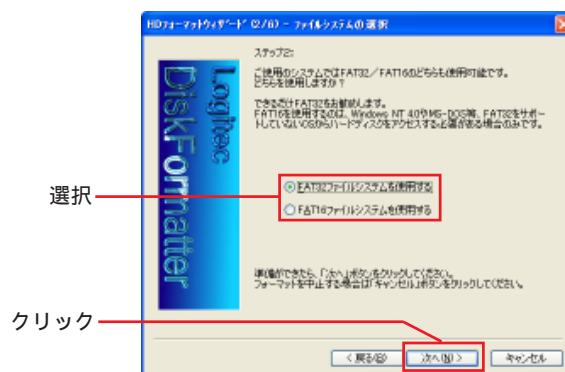 HDフォーマットウィザード (2/6) - ファイルシステムの選択
Logitec
DiskFormatter
ステップ2:
ご使用のシステムではFAT32/FAT16のどちらも使用可能です。
どちらを使用しますか?
できるだけFAT32をお勧めします。
FAT16を使用するのは、Windows NT 4.0やMS-DOS等、FAT32をサポー
トしていないOSからハードディスクをアクセスする必要がある場合のみです。
選択
FAT32ファイルシステムを使用する
FAT16ファイルシステムを使用する
準備ができたら、「次へ」ボタンをクリックしてください。
フォーマットを中止する場合は「キャンセル」ボタンをクリックしてください。
クリック
< 戻る(B)
次へ(N) >
キャンセル